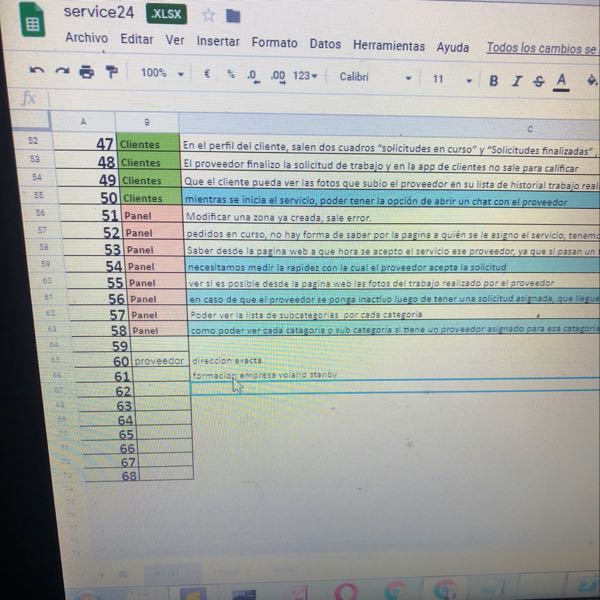 service24 .XLSX
Archivo Editar Ver Insertar Formato Datos Herramientas Ayuda Todos los cambios se
100% € % .0 .00 123 Calibri 11 B I S A
fx
A B C
52 47 Clientes En el perfil del cliente, salen dos cuadros "solicitudes en curso" y "Solicitudes finalizadas" ,
53 48 Clientes El proveedor finalizo la solicitud de trabajo y en la app de clientes no sale para calificar
54 49 Clientes Que el cliente pueda ver las fotos que subio el proveedor en su lista de historial trabajo real
55 50 Clientes mientras se inicia el servicio, poder tener la opción de abrir un chat con el proveedor
56 51 Panel Modificar una zona ya creada, sale error.
57 52 Panel pedidos en curso, no hay forma de saber por la pagina a quién se le asigno el servicio, tenemo
58 53 Panel Saber desde la pagina web a que hora se acepto el servicio ese proveedor, ya que si pasan un
59 54 Panel necesitamos medir la rapidez con la cual el proveedor acepta la solicitud
60 55 Panel ver si es posible desde la pagina web las fotos del trabajo realizado por el proveedor
61 56 Panel en caso de que el proveedor se ponga inactivo luego de tener una solicitud asignada, que llegue
62 57 Panel Poder ver la lista de subcategorias por cada categoria
63 58 Panel como poder ver cada categoria o sub categoria si tiene un proveedor asignado para esa categoria
64 59
65 60 proveedor direccion exacta
66 61 formacion empresa volario stanby
67 62
68 63
64
65
66
67
68